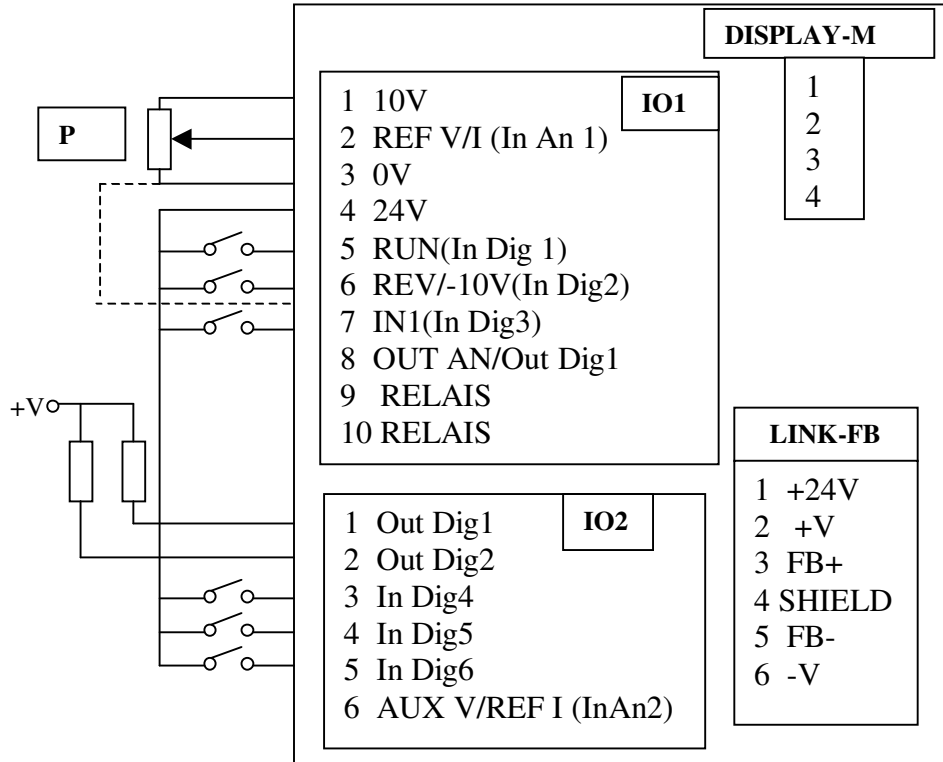 DISPLAY-M
1
2
3
4
P
IO1
1 10V
2 REF V/I (In An 1)
3 0V
4 24V
5 RUN(In Dig 1)
6 REV/-10V(In Dig2)
7 IN1(In Dig3)
8 OUT AN/Out Dig1
9 RELAIS
10 RELAIS
+V
IO2
1 Out Dig1
2 Out Dig2
3 In Dig4
4 In Dig5
5 In Dig6
6 AUX V/REF I (InAn2)
LINK-FB
1 +24V
2 +V
3 FB+
4 SHIELD
5 FB-
6 -V